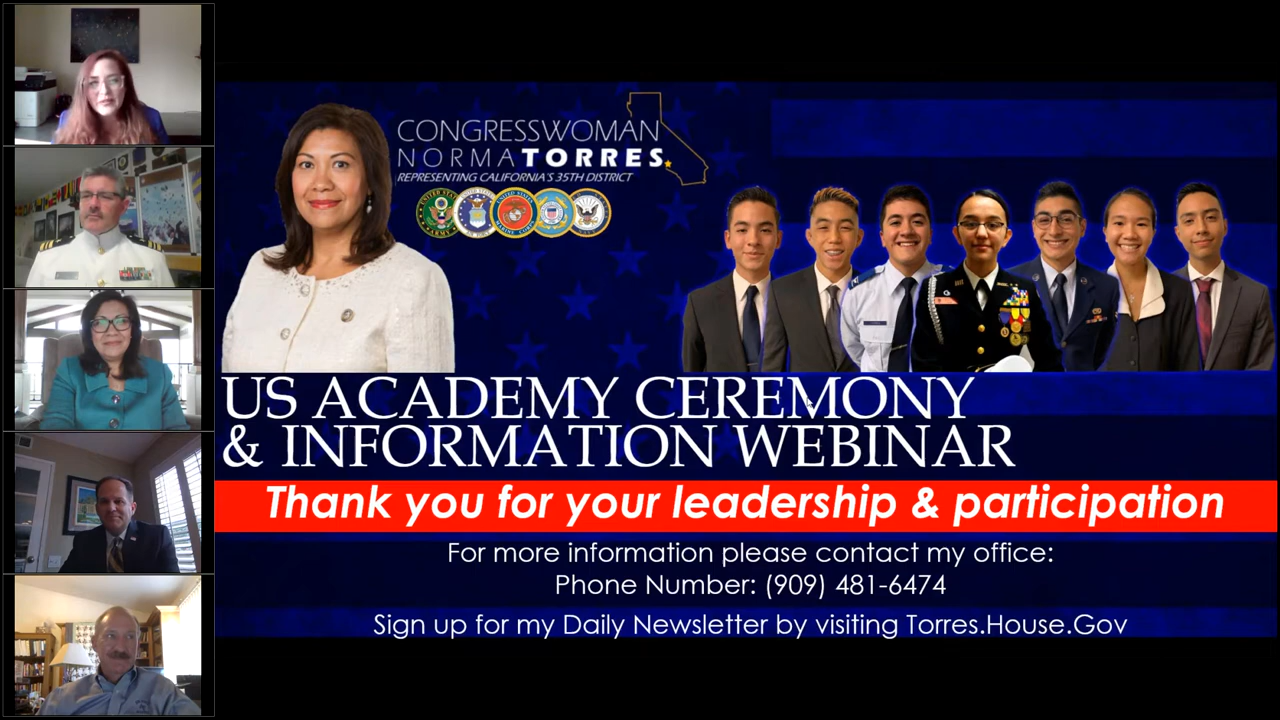 CONGRESSWOMAN
NORMA TORRES
REPRESENTING CALIFORNIA'S 35TH DISTRICT
US ACADEMY CEREMONY
& INFORMATION WEBINAR
Thank you for your leadership & participation
For more information please contact my office:
Phone Number: (909) 481-6474
Sign up for my Daily Newsletter by visiting Torres.House.Gov